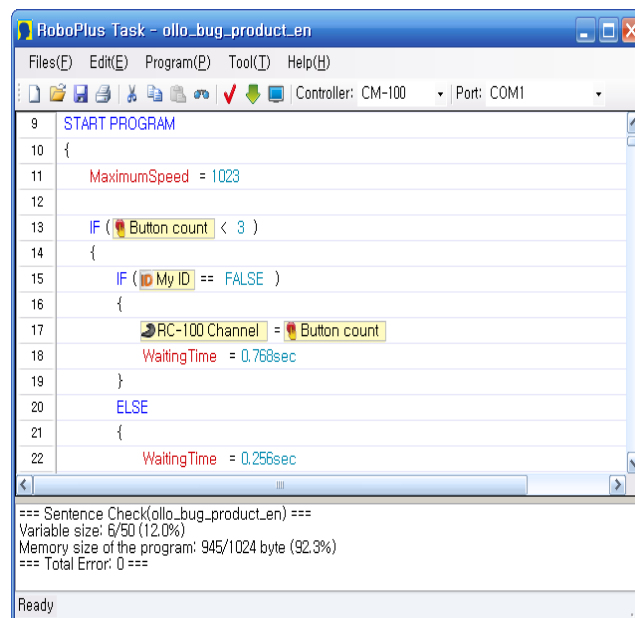 RoboPlus Task - ollo_bug_product_en
Files(F) Edit(E) Program(P) Tool(T) Help(H)
Controller: CM-100 Port: COM1
9 START PROGRAM
10 {
11 MaximumSpeed = 1023
12
13 IF ( Button count < 3 )
14 {
15 IF ( ID My ID == FALSE )
16 {
17 RC-100 Channel = Button count
18 WaitingTime = 0.768sec
19 }
20 ELSE
21 {
22 WaitingTime = 0.256sec
=== Sentence Check(ollo_bug_product_en) ===
Variable size: 6/50 (12.0%)
Memory size of the program: 945/1024 byte (92.3%)
=== Total Error: 0 ===
Ready